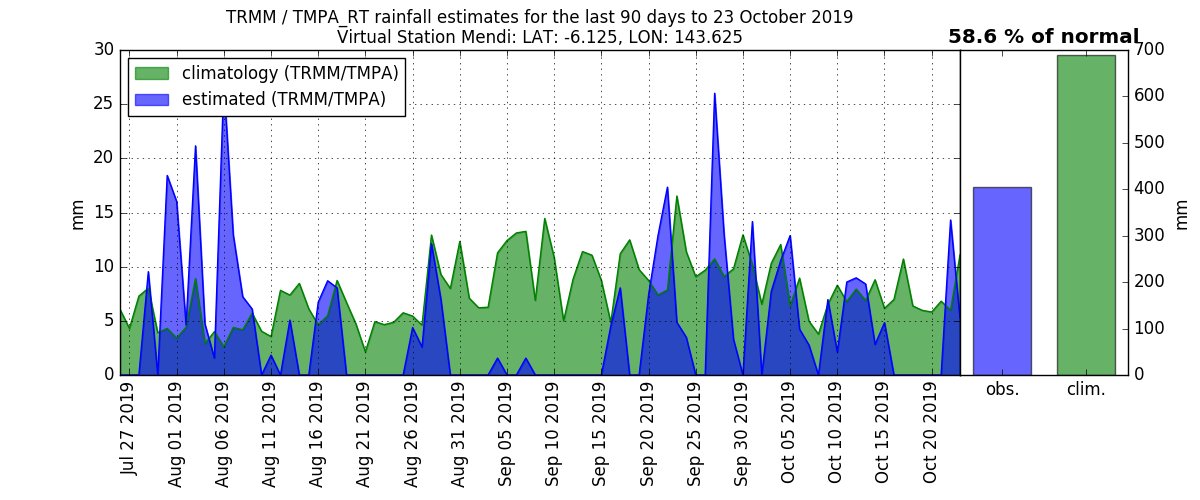 TRMM / TMPA_RT rainfall estimates for the last 90 days to 23 October 2019
Virtual Station Mendi: LAT: -6.125, LON: 143.625
58.6 % of normal
climatology (TRMM/TMPA)
estimated (TRMM/TMPA)
mm
30
25
20
15
10
5
0
Jul 27 2019
Aug 01 2019
Aug 06 2019
Aug 11 2019
Aug 16 2019
Aug 21 2019
Aug 26 2019
Aug 31 2019
Sep 05 2019
Sep 10 2019
Sep 15 2019
Sep 20 2019
Sep 25 2019
Sep 30 2019
Oct 05 2019
Oct 10 2019
Oct 15 2019
Oct 20 2019
obs.
clim.
700
600
500
400
300
200
100
0
mm